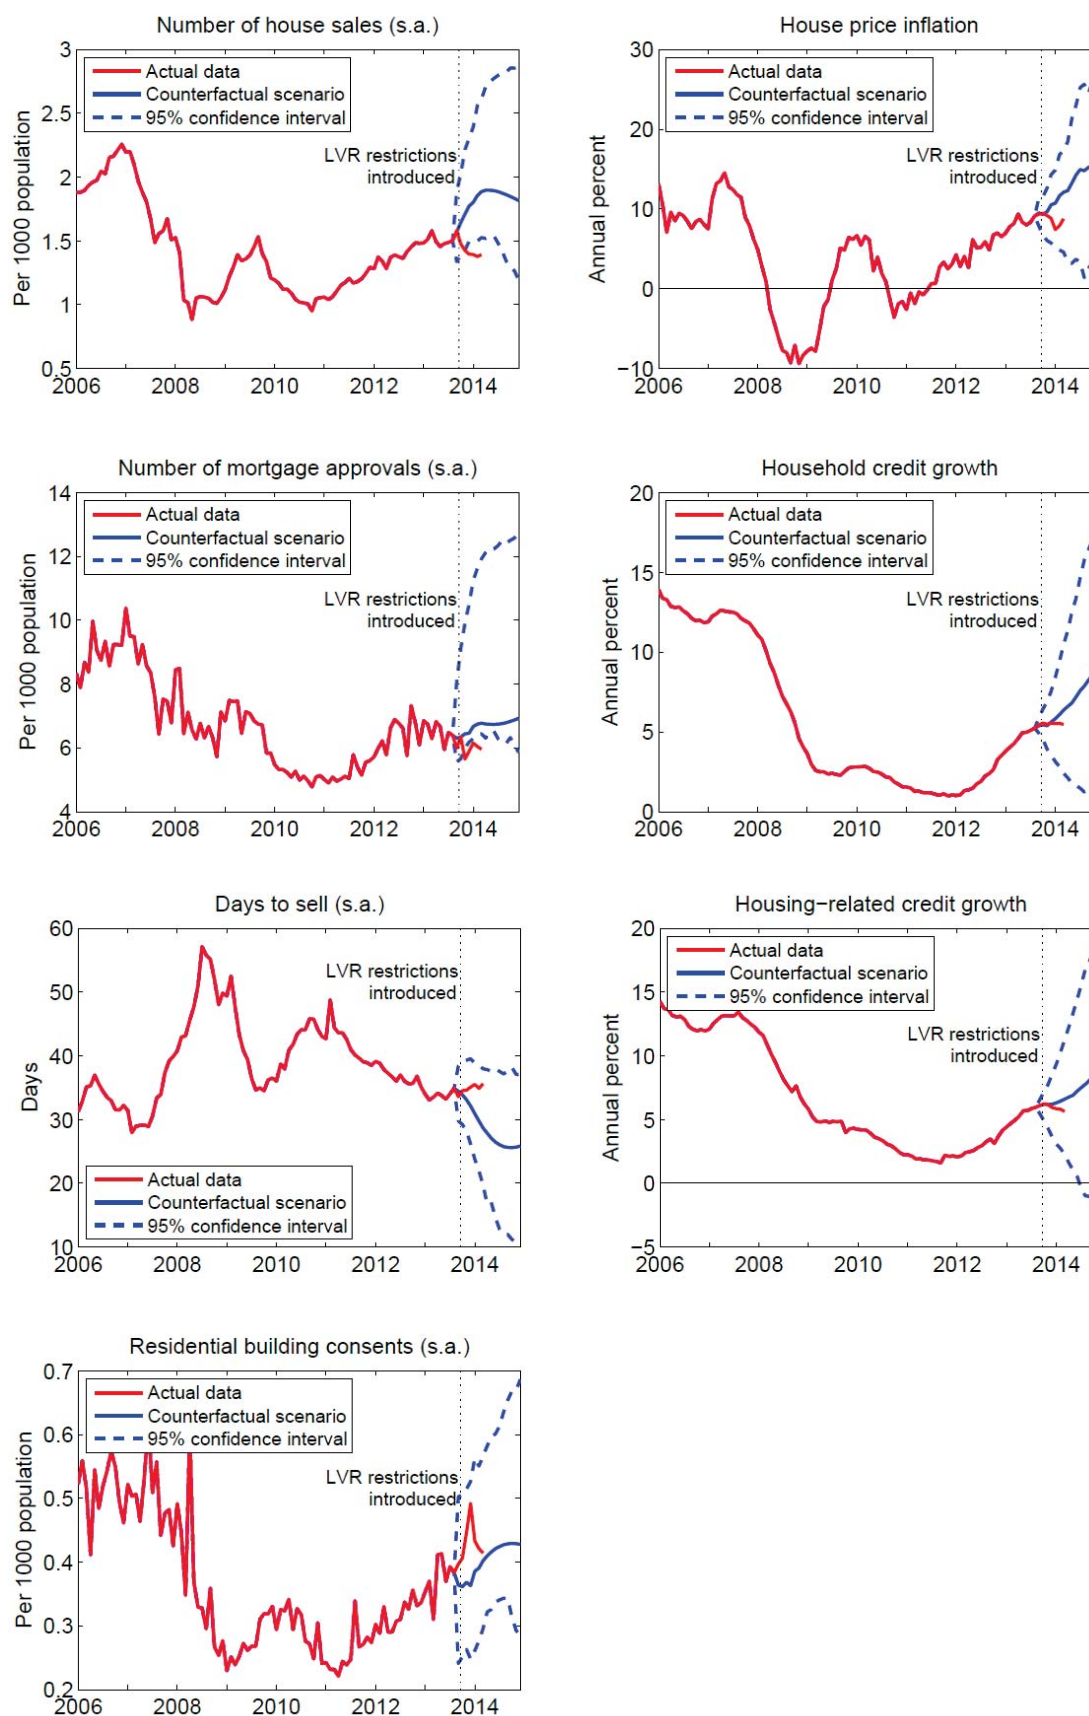 Number of house sales (s.a.)
Per 1000 population
3
2.5
2
1.5
1
0.5
Actual data
Counterfactual scenario
95% confidence interval
LVR restrictions
introduced
2006 2008 2010 2012 2014
House price inflation
Annual percent
30
20
10
0
−10
Actual data
Counterfactual scenario
95% confidence interval
LVR restrictions
introduced
2006 2008 2010 2012 2014
Number of mortgage approvals (s.a.)
Per 1000 population
14
12
10
8
6
4
Actual data
Counterfactual scenario
95% confidence interval
LVR restrictions
introduced
2006 2008 2010 2012 2014
Household credit growth
Annual percent
20
15
10
5
0
Actual data
Counterfactual scenario
95% confidence interval
LVR restrictions
introduced
2006 2008 2010 2012 2014
Days to sell (s.a.)
Days
60
50
40
30
20
10
LVR restrictions
introduced
Actual data
Counterfactual scenario
95% confidence interval
2006 2008 2010 2012 2014
Housing−related credit growth
Annual percent
20
15
10
5
0
−5
Actual data
Counterfactual scenario
95% confidence interval
LVR restrictions
introduced
2006 2008 2010 2012 2014
Residential building consents (s.a.)
Per 1000 population
0.7
0.6
0.5
0.4
0.3
0.2
Actual data
Counterfactual scenario
95% confidence interval
LVR restrictions
introduced
2006 2008 2010 2012 2014